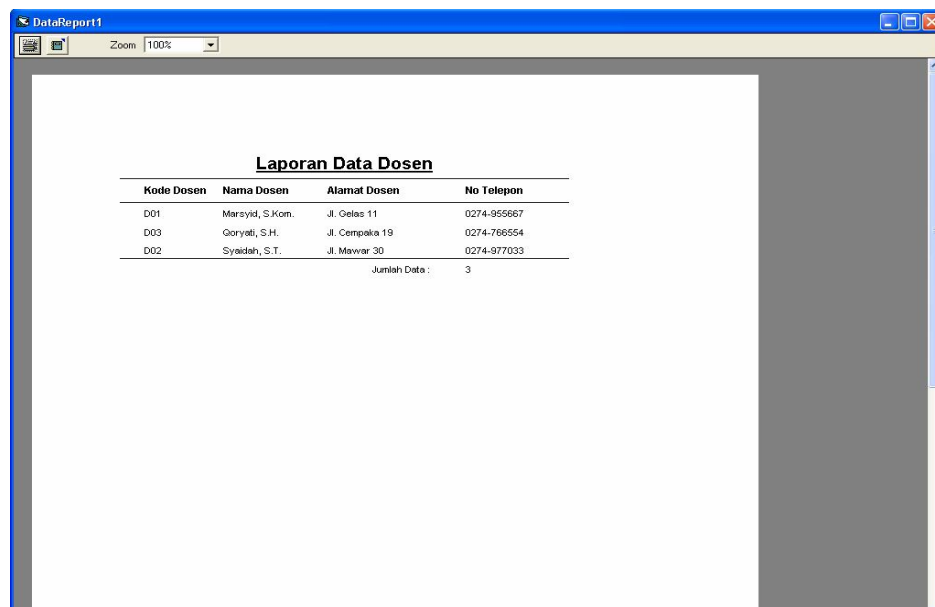 DataReport1
Zoom 100%
Laporan Data Dosen
Kode Dosen Nama Dosen Alamat Dosen No Telepon
D01 Marsyid, S.Kom. Jl. Gelas 11 0274-955667
D03 Qoryati, S.H. Jl. Cempaka 19 0274-766554
D02 Syaidah, S.T. Jl. Mawar 30 0274-977033
Jumlah Data : 3